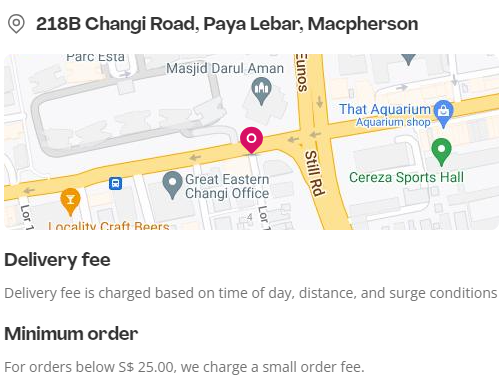 218B Changi Road, Paya Lebar, Macpherson
Parc Esta
Masjid Darul Aman
Eunos
That Aquarium
Aquarium shop
Still Rd
Cereza Sports Hall
Great Eastern
Changi Office
Lor 1
Lor 1
4
Locality Craft Beers
Delivery fee
Delivery fee is charged based on time of day, distance, and surge conditions
Minimum order
For orders below S$ 25.00, we charge a small order fee.